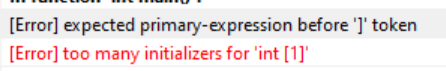 [Error] expected primary-expression before ']' token
[Error] too many initializers for 'int [1]'